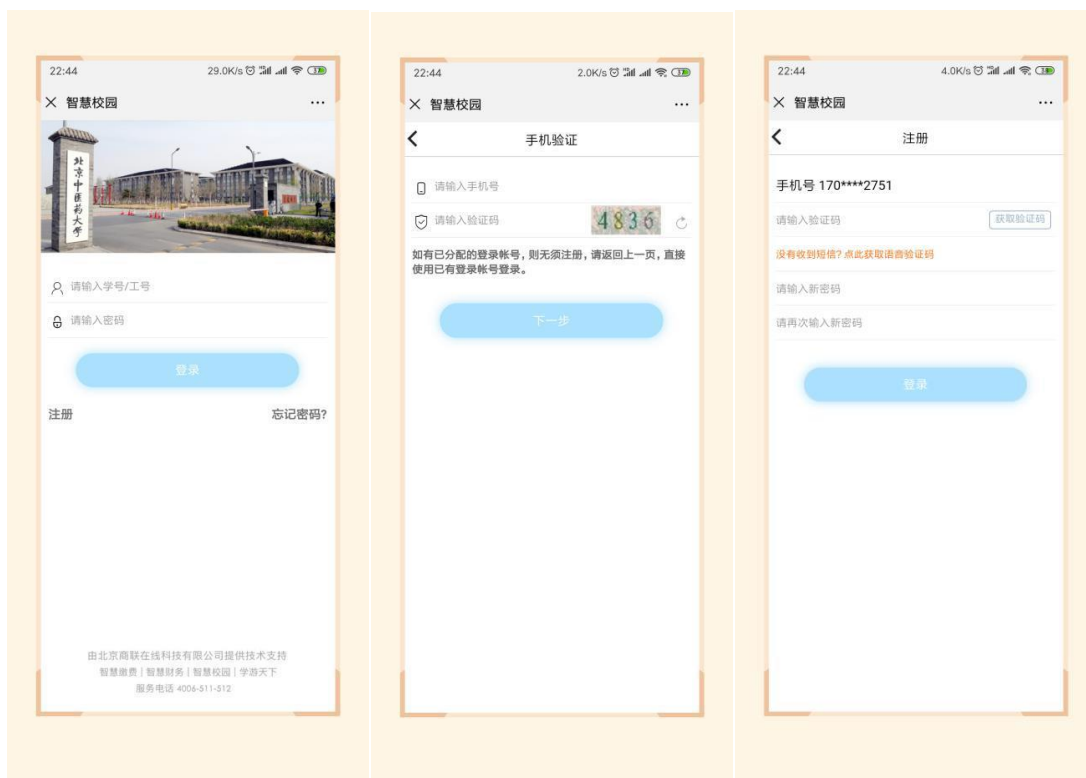 22:44
29.0K/s
37
智慧校园
北京中医药大学
请输入学号/工号
请输入密码
登录
注册
忘记密码?
由北京商联在线科技有限公司提供技术支持
智慧缴费 | 智慧财务 | 智慧校园 | 学游天下
服务电话 4006-511-512
22:44
2.0K/s
37
智慧校园
手机验证
请输入手机号
请输入验证码
4836
如有已分配的登录帐号，则无须注册，请返回上一页，直接
使用已有登录帐号登录。
下一步
22:44
4.0K/s
智慧校园
注册
手机号 170****2751
请输入验证码
获取验证码
没有收到短信? 点此获取语音验证码
请输入新密码
请再次输入新密码
登录